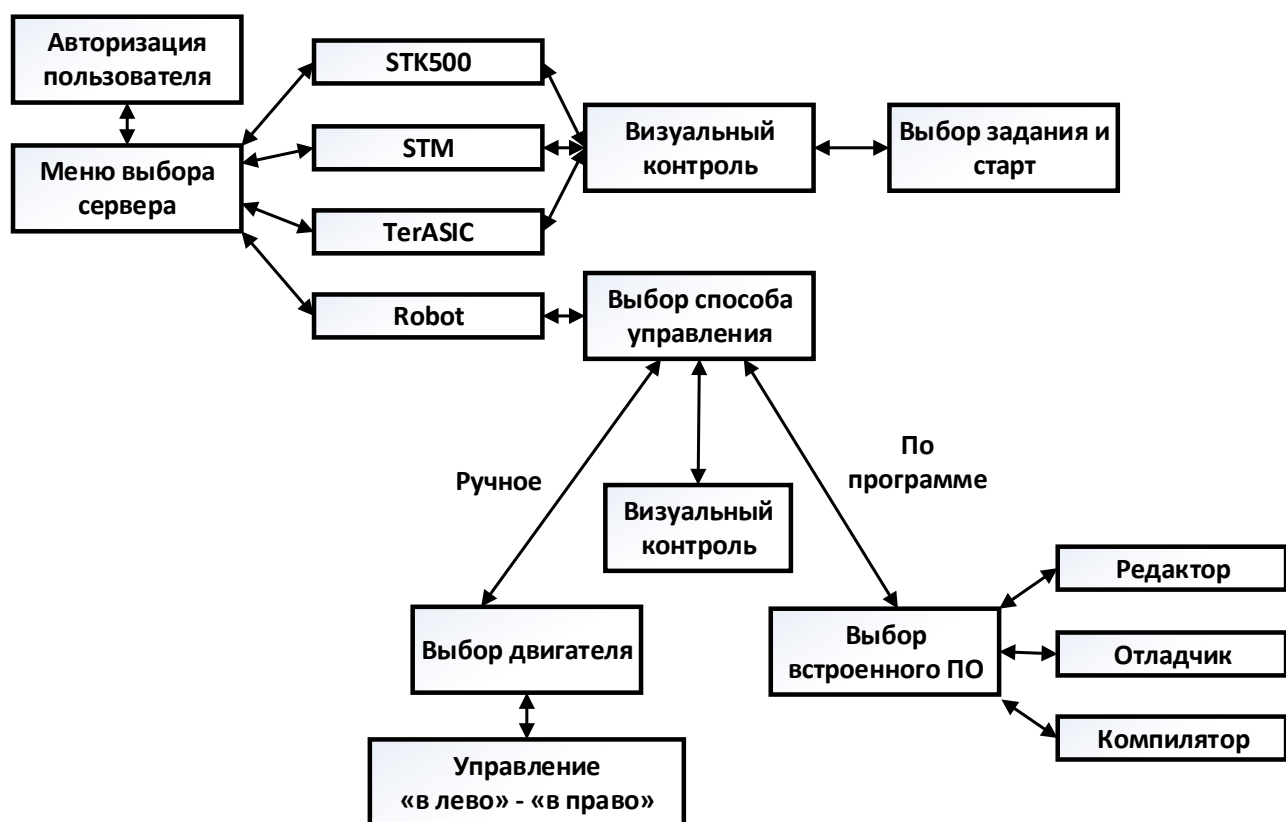 Авторизация
пользователя
STK500
Меню выбора
сервера
STM
Визуальный
контроль
Выбор задания и
старт
TerASIC
Robot
Выбор способа
управления
Ручное
По
программе
Визуальный
контроль
Выбор двигателя
Управление
«в лево» - «в право»
Выбор
встроенного ПО
Редактор
Отладчик
Компилятор